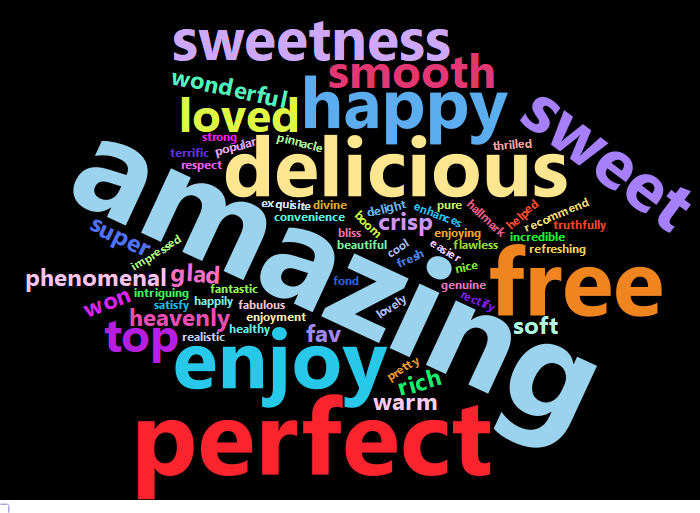 sweetness
smooth
wonderful
happy
loved
sweet
strong
popular
pinnacle
thrilled
terrific
respect
delicious
amazing
exquisite
divine
delight
enhances
pure
hallmark
helped
recommend
convenience
boom
crisp
truthfully
super
impressed
bliss
enjoying
incredible
beautiful
cool
easier
flawless
refreshing
fresh
nice
phenomenal
glad
fond
genuine
free
won
intriguing
fantastic
rectify
satisfy
happily
fabulous
lovely
heavenly
enjoyment
soft
top
realistic
healthy
fav
enjoy
pretty
rich
warm
perfect